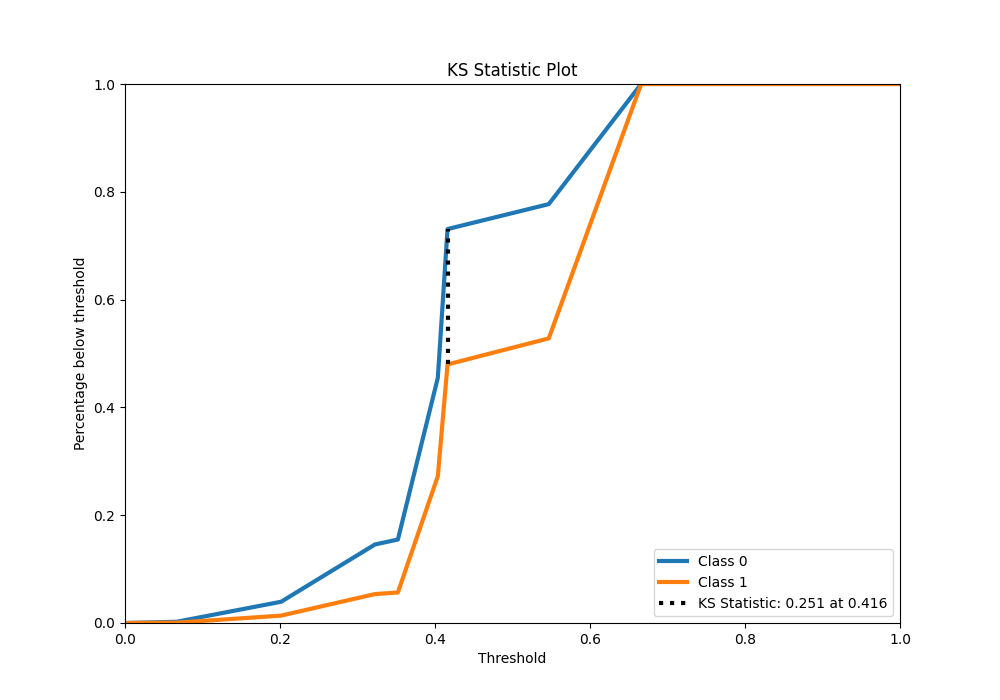 KS Statistic Plot
1.0
0.8
0.6
0.4
0.2
0.0
Percentage below threshold
0.0 0.2 0.4 0.6 0.8 1.0
Threshold
Class 0
Class 1
KS Statistic: 0.251 at 0.416